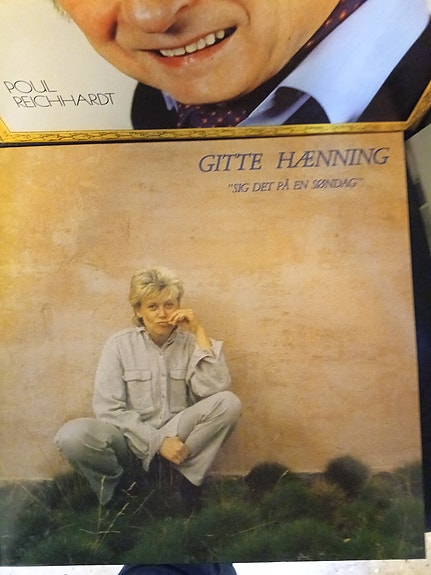 POUL
REICHHARDT
GITTE HÆNNING
"SIG DET PÅ EN SØNDAG"